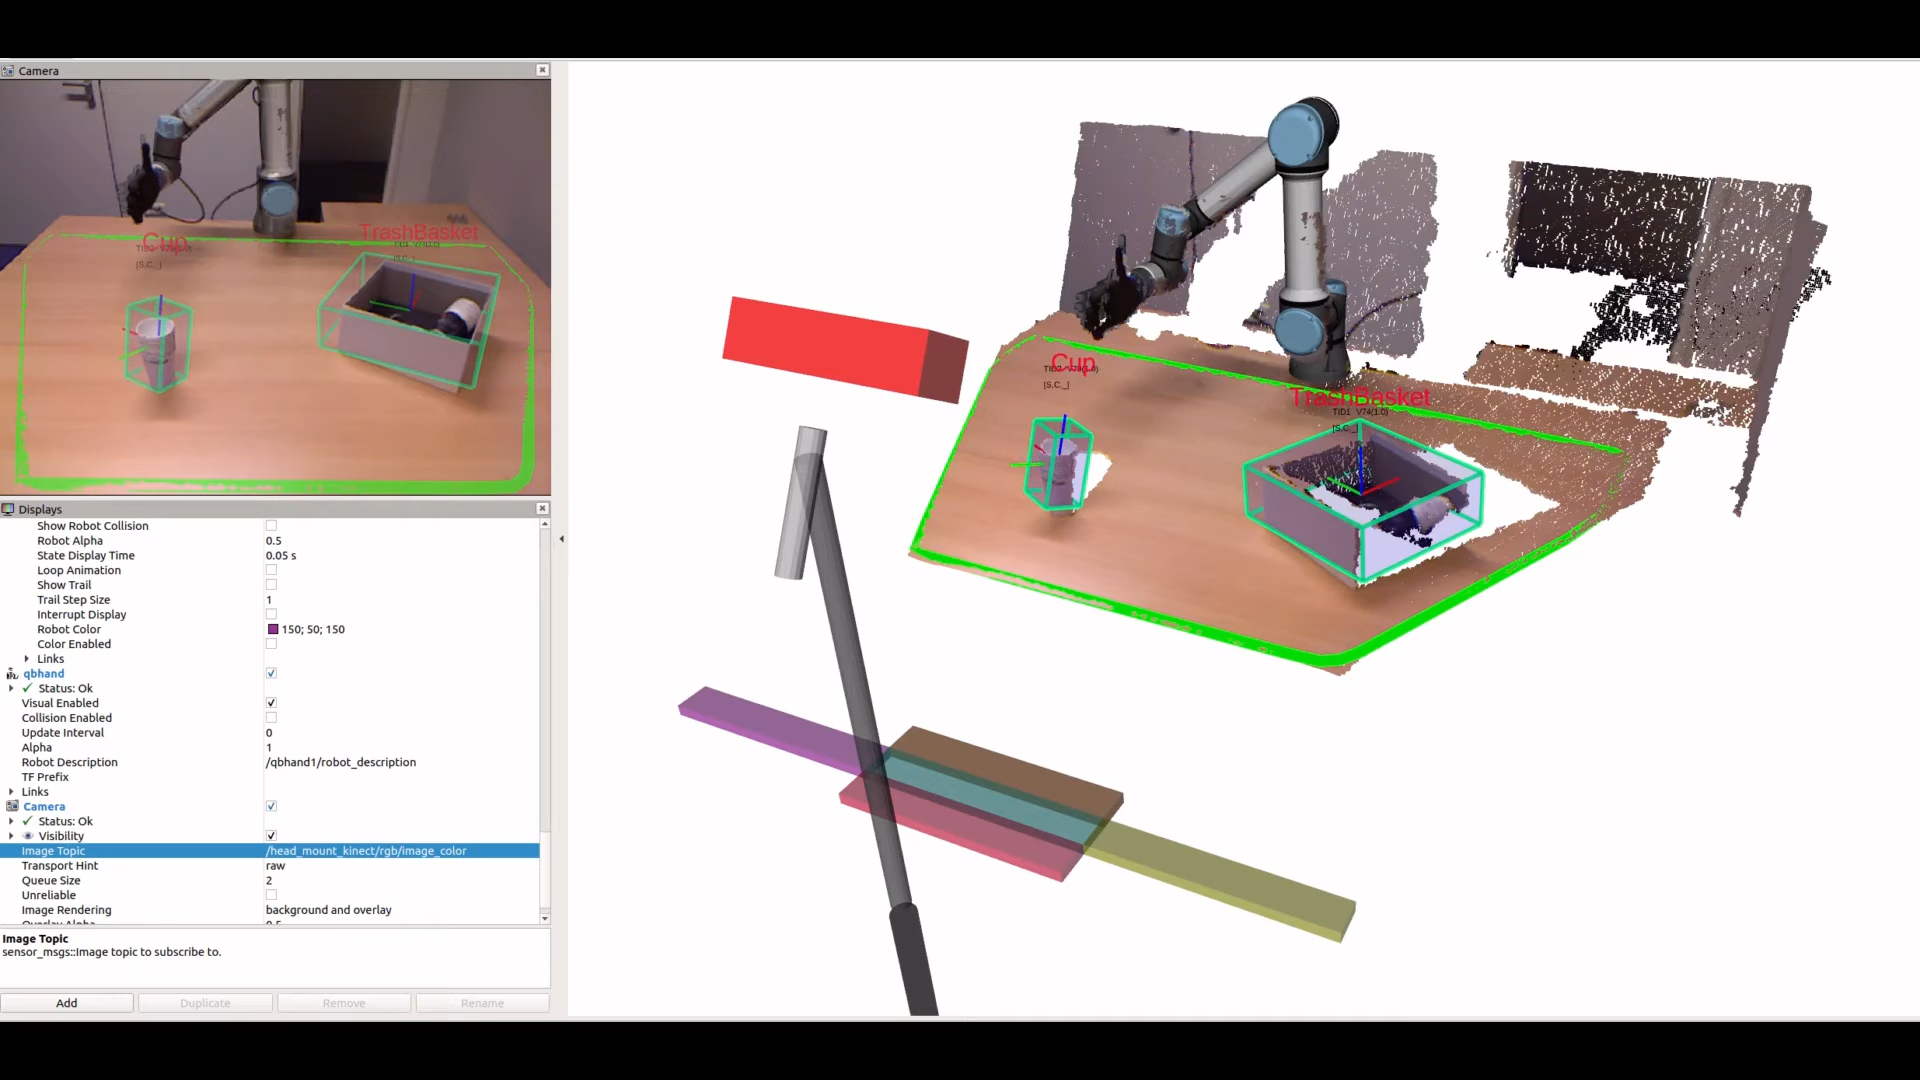 Camera
Cup
[S.C._]
TrashBasket
[S.C._]
Displays
Show Robot Collision
Robot Alpha 0.5
State Display Time 0.05 s
Loop Animation
Show Trail
Trail Step Size 1
Interrupt Display
Robot Color 150; 50; 150
Color Enabled
Links
qbhand
Status: Ok
Visual Enabled
Collision Enabled
Update Interval 0
Alpha 1
Robot Description /qbhand1/robot_description
TF Prefix
Links
Camera
Status: Ok
Visibility
Image Topic /head_mount_kinect/rgb/image_color
Transport Hint raw
Queue Size 2
Unreliable
Image Rendering background and overlay
Image Topic
sensor_msgs::Image topic to subscribe to.
Add Duplicate Remove Rename
Cup
[S.C._]
TrashBasket
TID1 V74(1.0)
[S.C._]